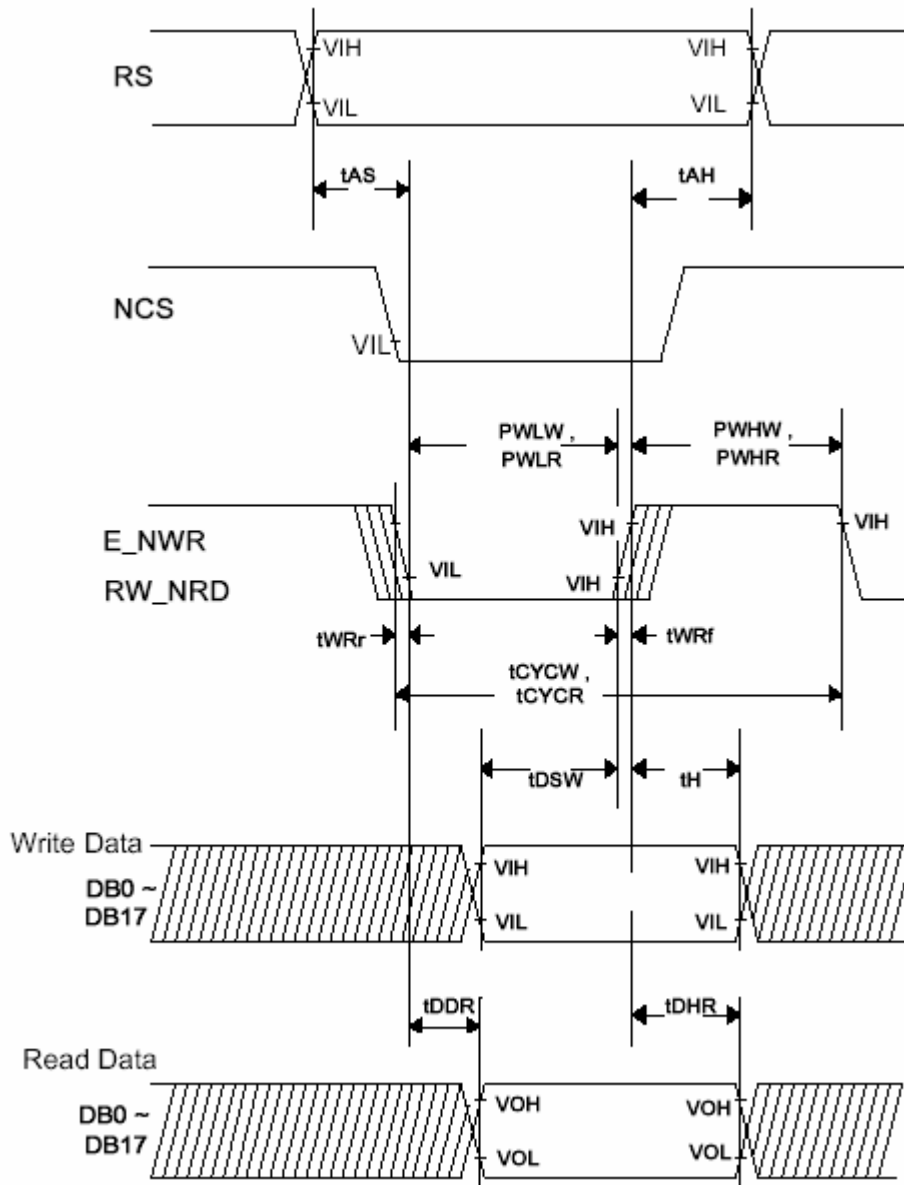 VIH VIH
RS
VIL VIL
tAS tAH
NCS
VIL
PWLW , PWHW ,
PWLR PWHR
E_NWR VIH VIH
VIL
RW_NRD VIH
tWRr tWRf
tCYCW ,
tCYCR
tDSW tH
Write Data
VIH VIH
DB0 ~
DB17 VIL VIL
tDDR tDHR
Read Data
VOH VOH
DB0 ~
DB17 VOL VOL